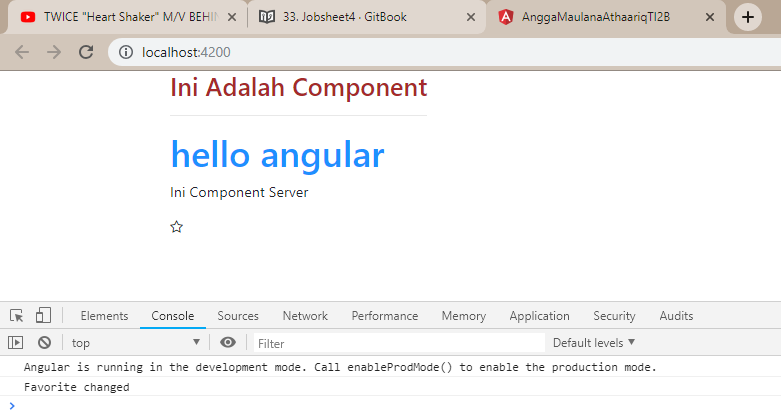 TWICE "Heart Shaker" M/V BEHIN
33. Jobsheet4 · GitBook
AnggaMaulanaAthaariqTI2B
localhost:4200
Ini Adalah Component
hello angular
Ini Component Server
Elements Console Sources Network Performance Memory Application Security Audits
top Filter Default levels
Angular is running in the development mode. Call enableProdMode() to enable the production mode.
Favorite changed